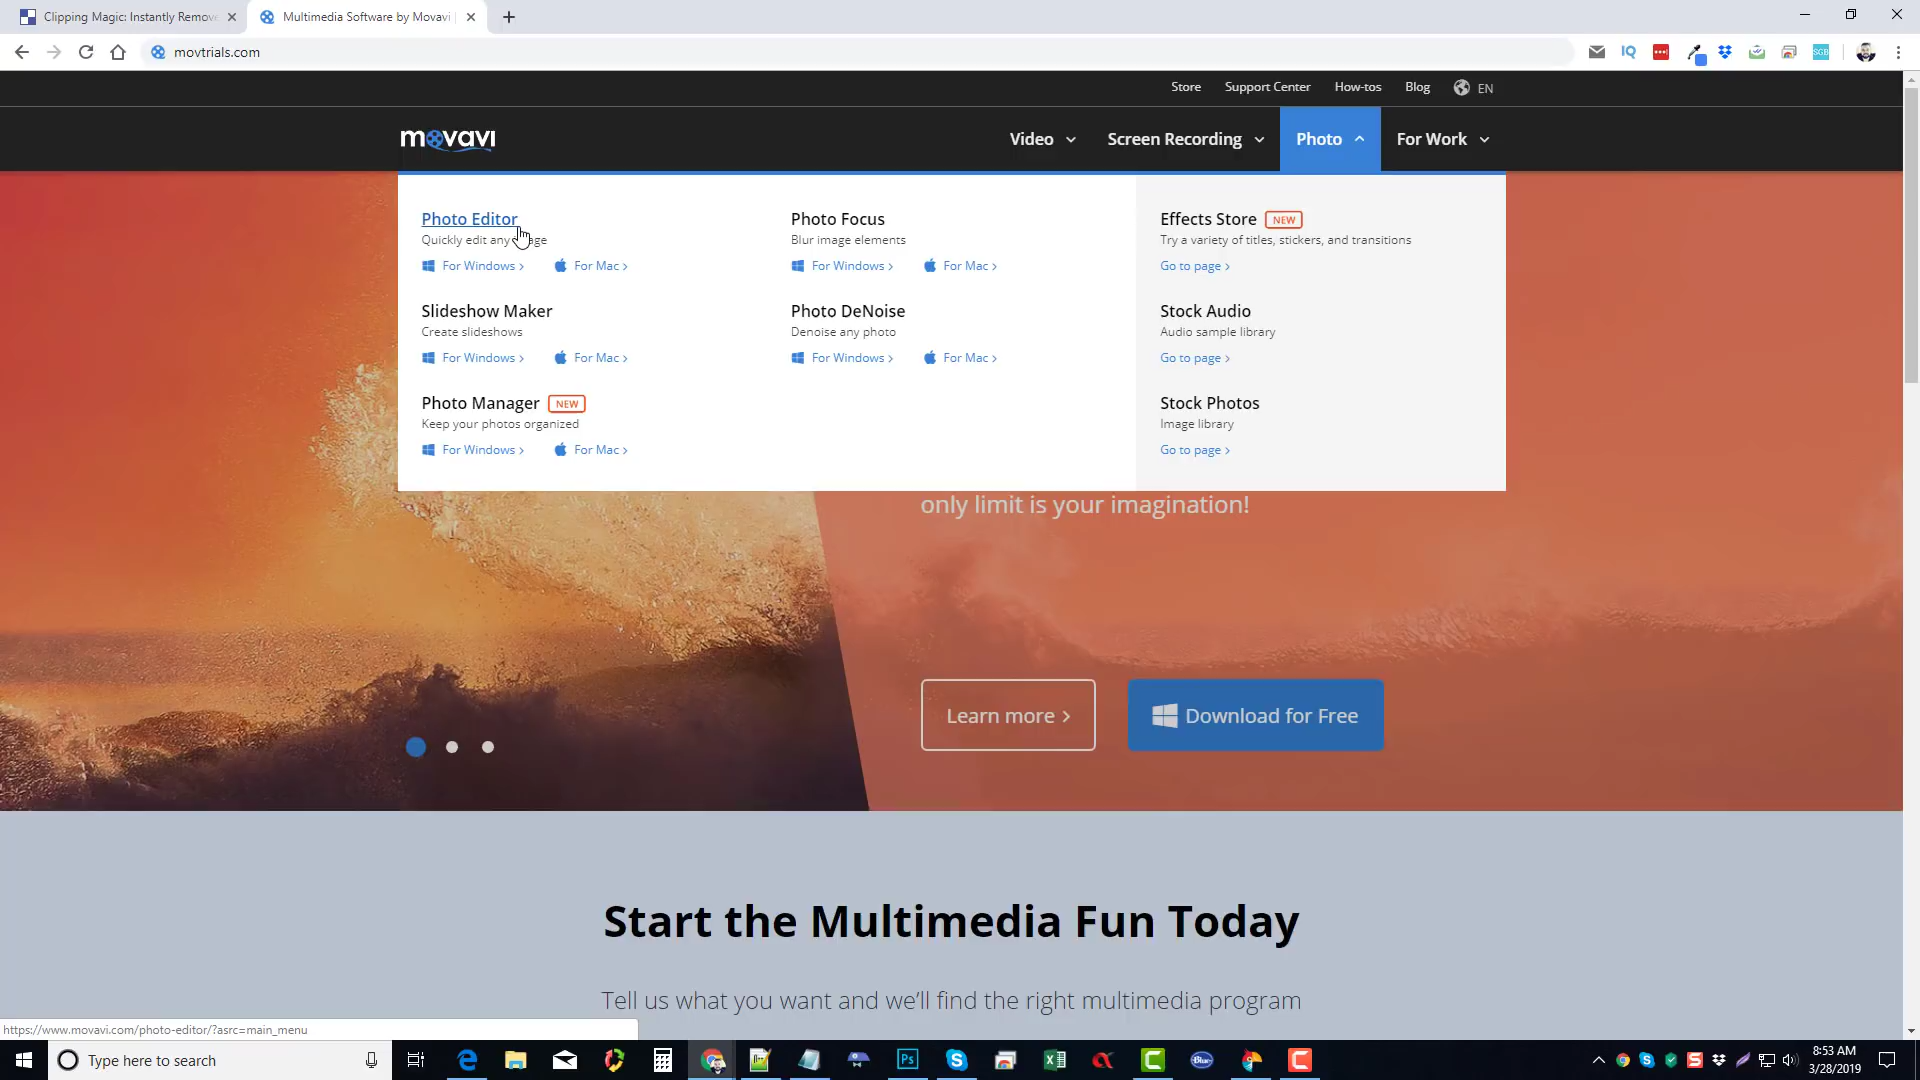 Clipping Magic: Instantly Remove
Multimedia Software by Movavi
movtrials.com
Store
Support Center
How-tos
Blog
EN
movavi
Video
Screen Recording
Photo
For Work
Photo Editor
Quickly edit any
age
For Windows >
For Mac >
Slideshow Maker
Create slideshows
For Windows >
For Mac >
Photo Manager NEW
Keep your photos organized
For Windows >
For Mac >
Photo Focus
Blur image elements
For Windows >
For Mac >
Photo DeNoise
Denoise any photo
For Windows >
For Mac >
Effects Store NEW
Try a variety of titles, stickers, and transitions
Go to page >
Stock Audio
Audio sample library
Go to page >
Stock Photos
Image library
Go to page >
only limit is your imagination!
Learn more >
Download for Free
Start the Multimedia Fun Today
Tell us what you want and we'll find the right multimedia program
https://www.movavi.com/photo-editor/?asrc=main_menu
Type here to search
8:53 AM
3/28/2019